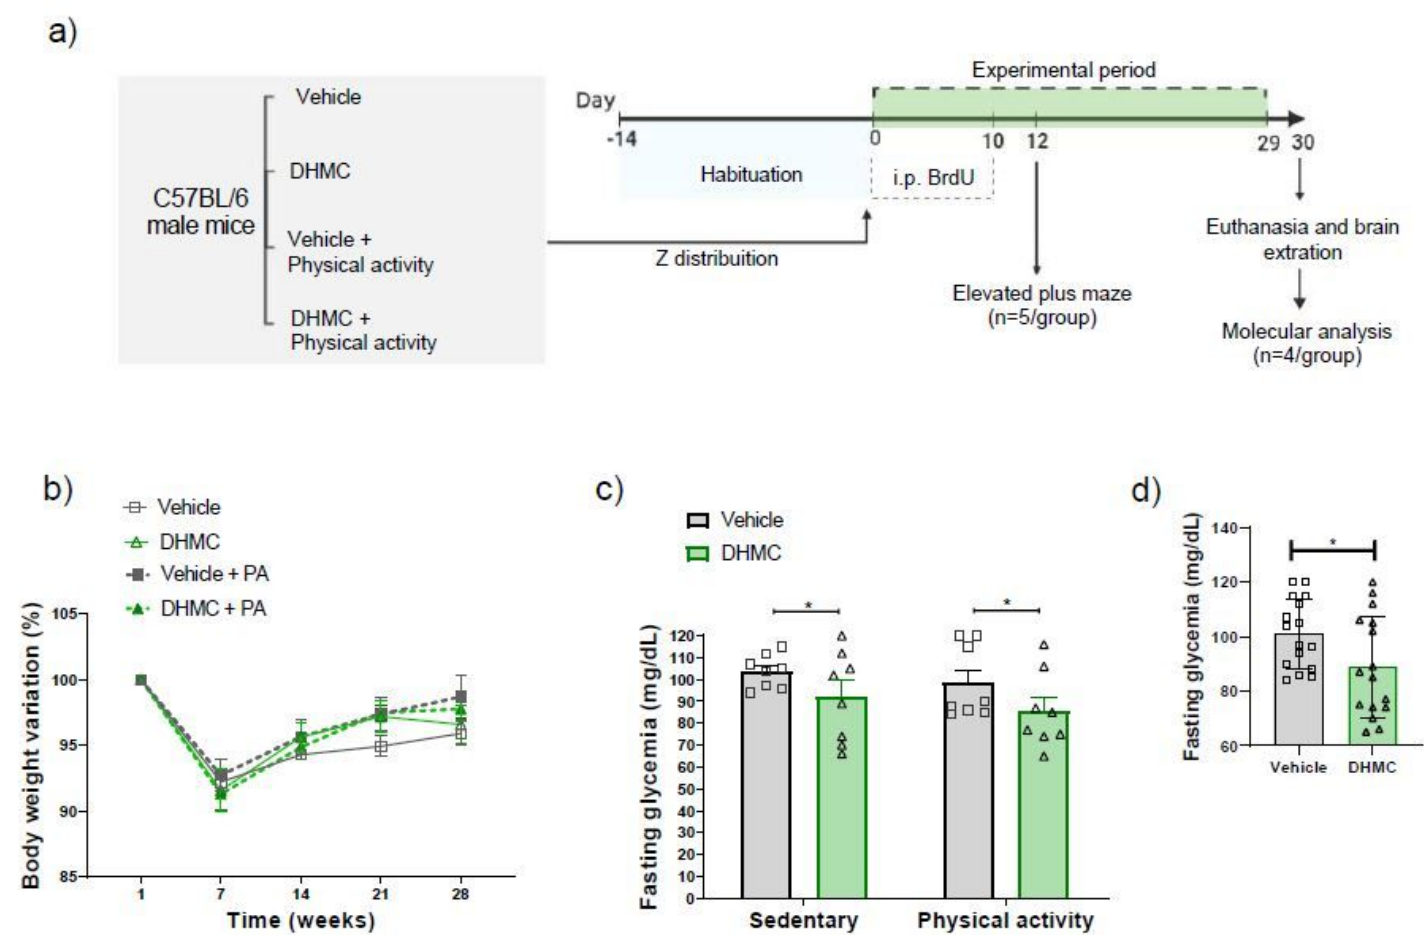 a)
Vehicle
DHMC
C57BL/6
male mice
Vehicle +
Physical activity
DHMC +
Physical activity
Experimental period
Day
-14
0
10
12
29
30
Habituation
i.p. BrdU
Z distribuition
Elevated plus maze
(n=5/group)
Euthanasia and brain
extration
Molecular analysis
(n=4/group)
b)
Vehicle
DHMC
Vehicle + PA
DHMC + PA
Body weight variation (%)
105
100
95
90
85
1
7
14
21
28
Time (weeks)
c)
Vehicle
DHMC
Fasting glycemia (mg/dL)
120
110
100
90
80
70
60
50
40
30
20
10
0
*
*
Sedentary
Physical activity
d)
Fasting glycemia (mg/dL)
140
120
100
80
60
*
Vehicle
DHMC